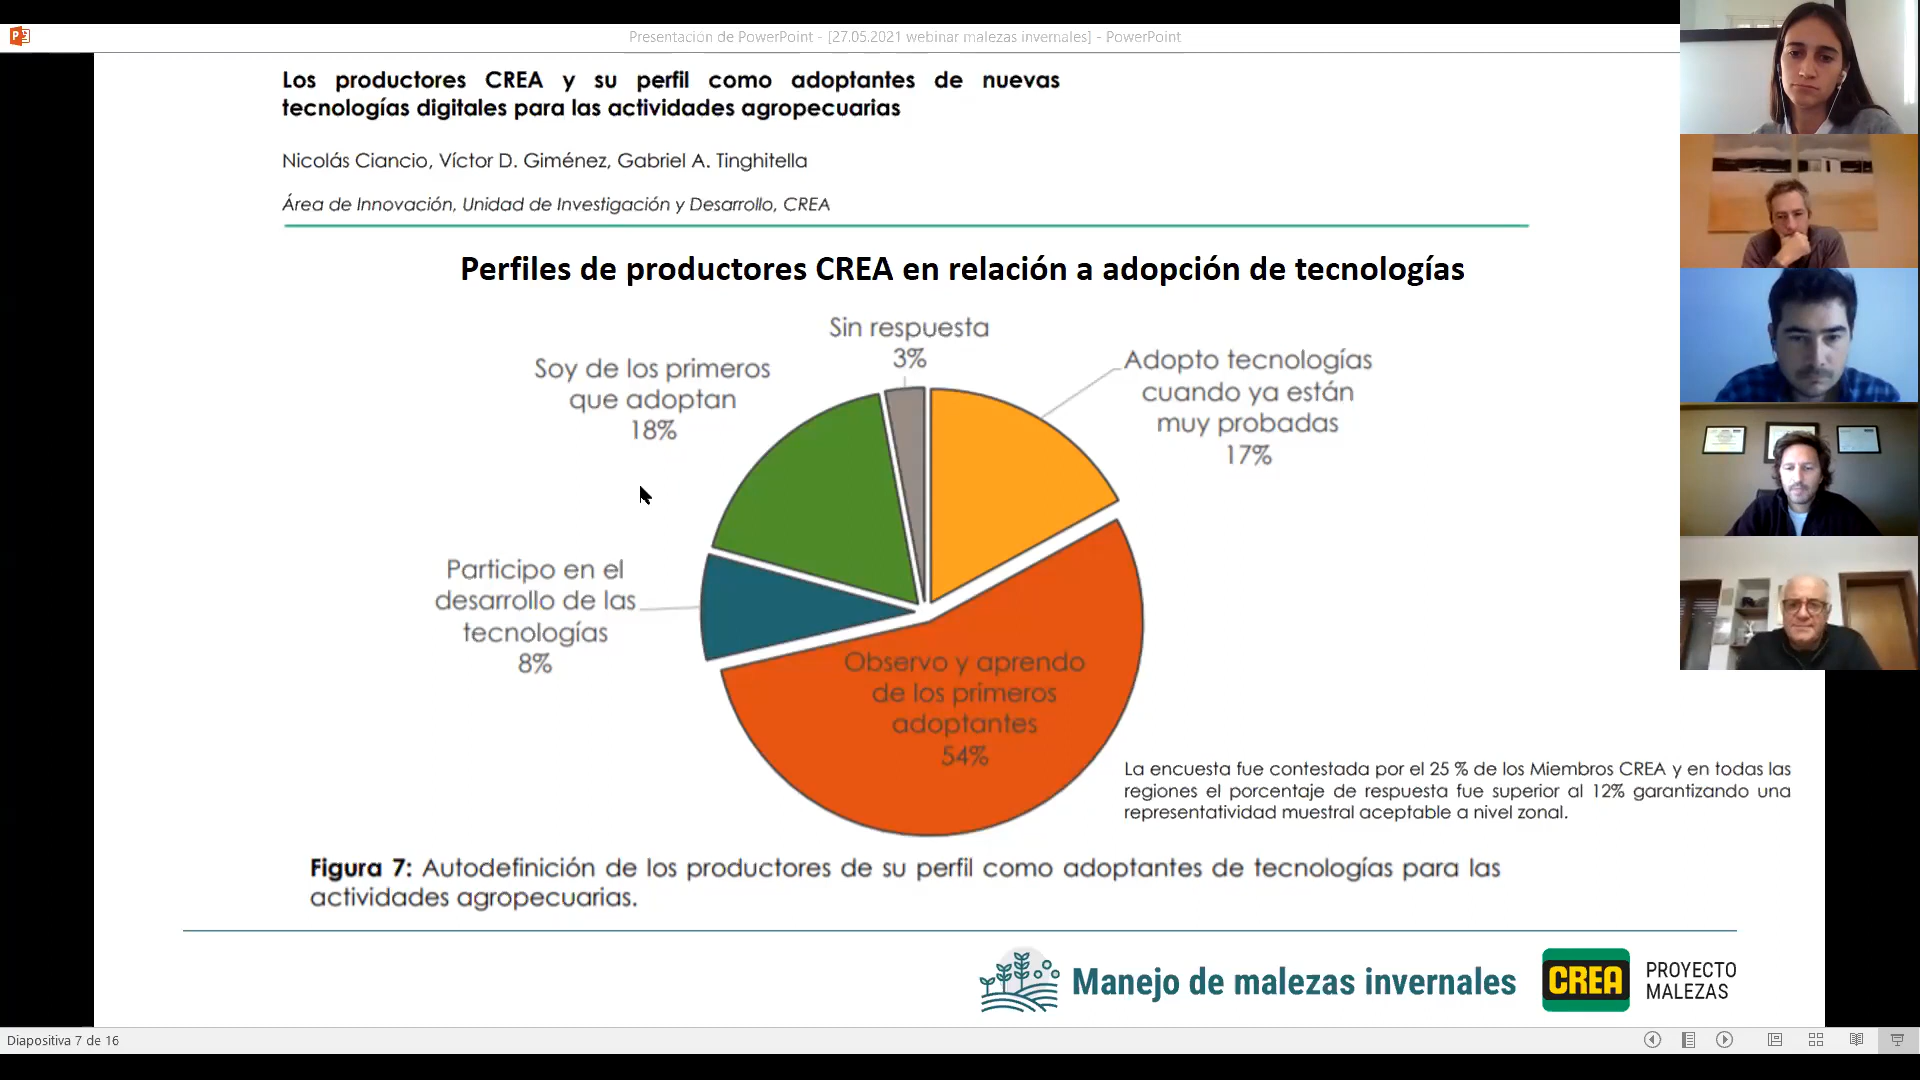 Presentación de PowerPoint - [27.05.2021 webinar malezas invernales] - PowerPoint
Los productores CREA y su perfil como adoptantes de nuevas
tecnologías digitales para las actividades agropecuarias
Nicolás Ciancio, Víctor D. Giménez, Gabriel A. Tinghitella
Área de Innovación, Unidad de Investigación y Desarrollo, CREA
Perfiles de productores CREA en relación a adopción de tecnologías
Sin respuesta
3%
Soy de los primeros
que adoptan
18%
Adopto tecnologías
cuando ya están
muy probadas
17%
Participo en el
desarrollo de las
tecnologías
8%
Observo y aprendo
de los primeros
adoptantes
54%
La encuesta fue contestada por el 25 % de los Miembros CREA y en todas las
regiones el porcentaje de respuesta fue superior al 12% garantizando una
representatividad muestral aceptable a nivel zonal.
Figura 7: Autodefinición de los productores de su perfil como adoptantes de tecnologías para las
actividades agropecuarias.
Manejo de malezas invernales
CREA
PROYECTO
MALEZAS
Diapositiva 7 de 16